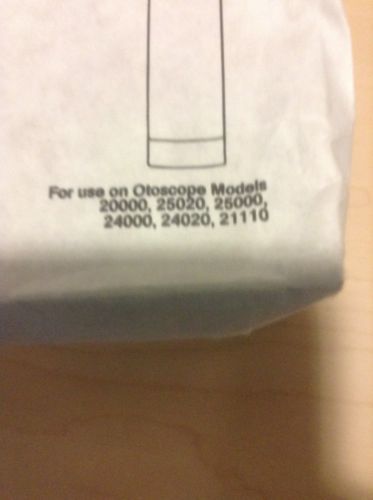 For use on Otoscope Models
20000, 25020, 25000,
24000, 24020, 21110